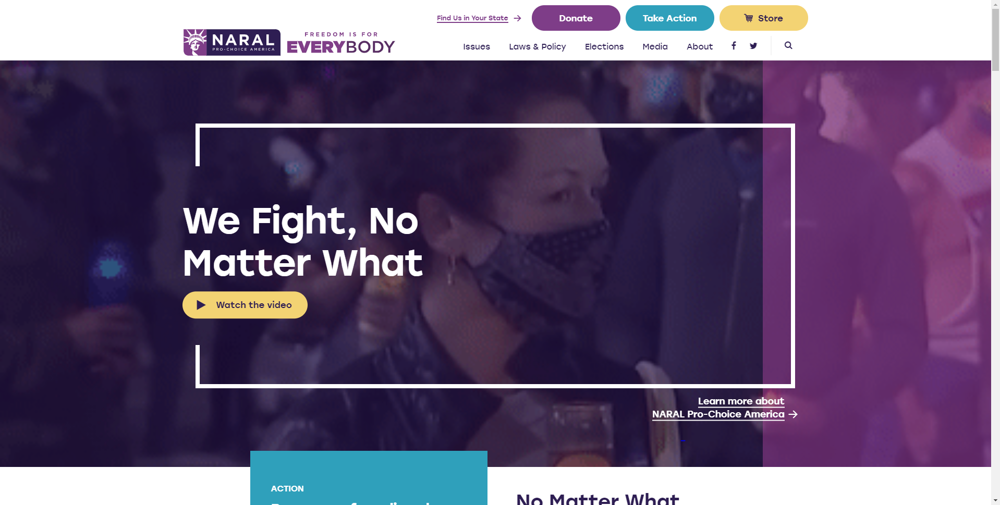 Find Us in Your State
Donate
Take Action
Store
NARAL
PRO-CHOICE AMERICA
FREEDOM IS FOR
EVERYBODY
Issues
Laws & Policy
Elections
Media
About
We Fight, No
Matter What
Watch the video
Learn more about
NARAL Pro-Choice America
ACTION
No Matter What